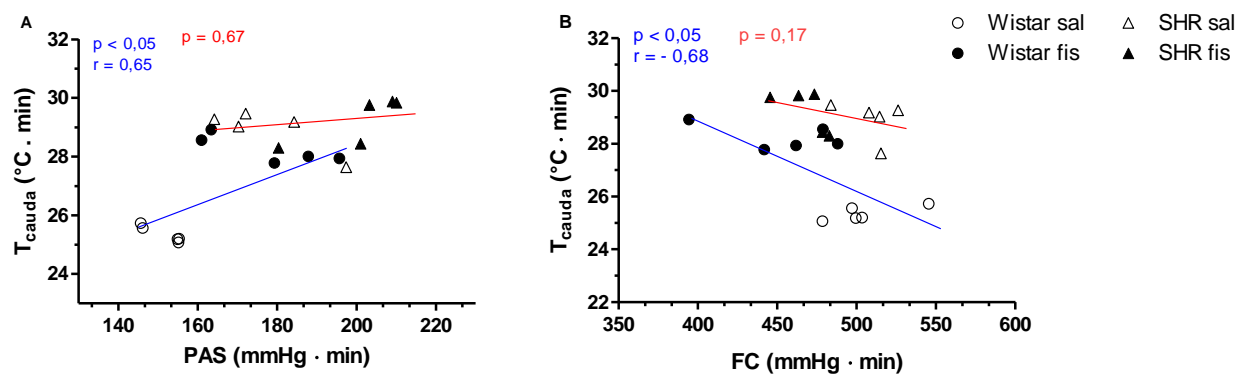 A
p < 0,05 p = 0,67
r = 0,65
32
30
28
26
24
T_cauda (°C . min)
140 160 180 200 220
PAS (mmHg · min)
B
p < 0,05 p = 0,17
r = - 0,68
32
30
28
26
24
22
T_cauda (°C · min)
350 400 450 500 550 600
FC (mmHg · min)
Wistar sal SHR sal
Wistar fis SHR fis